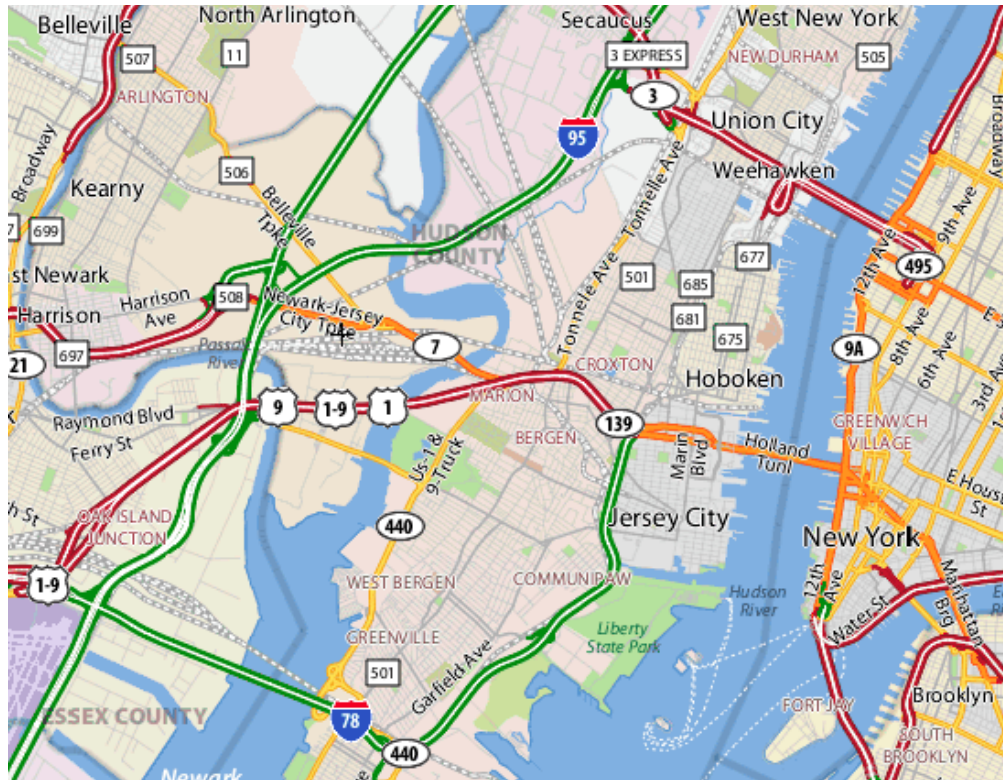 North Arlington
Secaucus
West New York
Belleville
507
11
3 EXPRESS
NEW DURHAM
505
ARLINGTON
3
Broadway
Union City
95
Broadway
506
Kearny
Weehawken
Tonnelle Ave
Belleville
Tpke
9th Ave
699
HUDSON
COUNTY
12th Ave
677
495
st Newark
501
685
Harrison
Ave
508
Newark-Jersey
City Tpke
Tonnele Ave
Harrison
681
8th Ave
675
6th Ave
7
9A
21
697
Passaic
River
CROXTON
3rd Ave
Hoboken
MARION
9
1-9
1
Raymond Blvd
139
GREENWICH
VILLAGE
Ferry St
BERGEN
Us-1 &
9-Truck
Marin
Blvd
Holland
Tunl
E Houst
St
h St
OAK ISLAND
JUNCTION
440
Jersey City
New York
1-9
WEST BERGEN
COMMUNIPAW
Hudson
River
12th
Ave
Water St
Manhattan
Brg
GREENVILLE
Liberty
State Park
501
Garfield Ave
FORT JAY
Brooklyn
ESSEX COUNTY
78
SOUTH
BROOKLYN
440
Newark